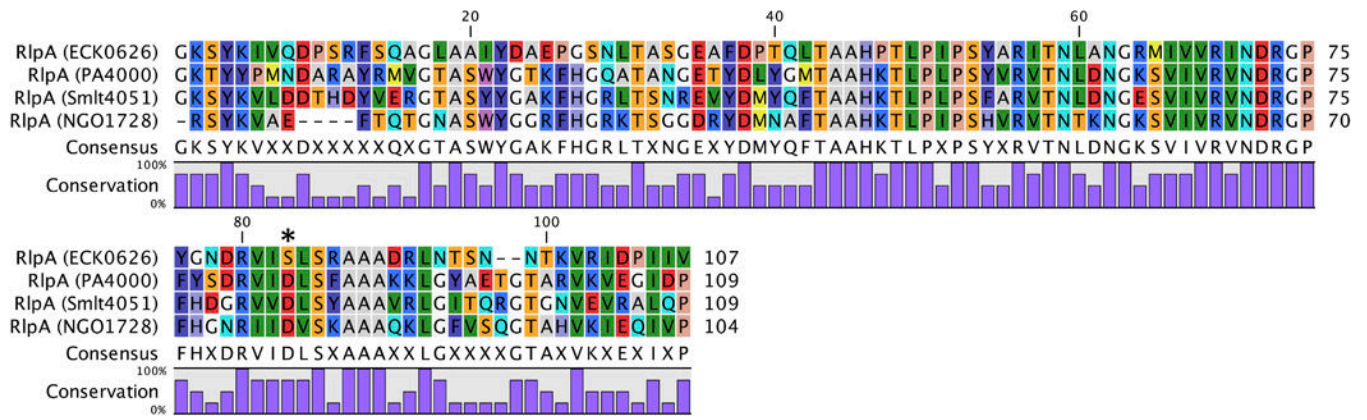 20 40 60
RlpA (ECK0626) GKSYKIVQDPSRFSQAGLAAIYDAEPGSNLTASGEAFDPTQLTAAHPTLPIPSYARITNLANGRMIVVRINDRGP 75
RlpA (PA4000) GKTYYPMNDARAYRMVGTASWYGTKFHGQATANGETYDLYGMTAAHKTLPLPSYVRVTNLDNGKSVIVRVNDRGP 75
RlpA (Smlt4051) GKSYKVLDDTHDYVERGTASYYGAKFHGRLTSNREVYDMYQFTAAHKTLPLPSFARVTNLDNGESVIVRVNDRGP 75
RlpA (NGO1728) -RSYKVAE----FTQTGNASWYGGRFHGRKTSGGDRYDMNAFTAAHKTLPIPSHVRVTNTKNGKSVIVRVNDRGP 70
Consensus GKSYKVXXDXXXXXQXGTASWYGAKFHGRLTXNGEXYDMYQFTAAHKTLPXPSYXRVTNLDNGKSVIVRVNDRGP
100%
Conservation
0%
80 * 100
RlpA (ECK0626) YGNDRVISLSRAAADRLNTSN--NTKVRIDPIIV 107
RlpA (PA4000) FYSDRVIDLSFAAAKKLGYAETGTARVKVEGIDP 109
RlpA (Smlt4051) FHDGRVVDLSYAAAVRLGITQRGTGNVEVRALQP 109
RlpA (NGO1728) FHGNRIIDVSKAAAQKLGFVSQGTAHVKIEQIVP 104
Consensus FHXDRVIDLSXAAAXXLGXXXXGTAXVKXEXIXP
100%
Conservation
0%